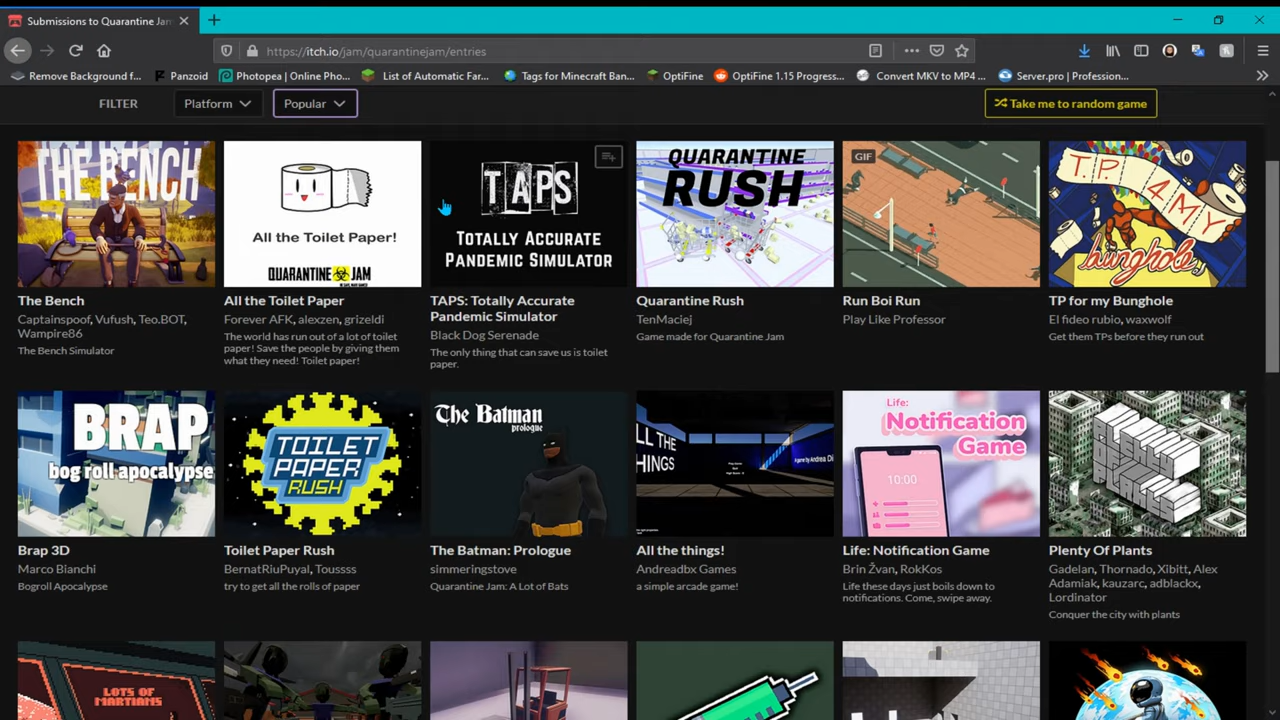 Submissions to Quarantine Jam
https://itch.io/jam/quarantinejam/entries
Remove Background f...
Panzoid
Photopea | Online Pho...
List of Automatic Far...
Tags for Minecraft Ban...
OptiFine
OptiFine 1.15 Progress...
Convert MKV to MP4 ...
Server.pro | Profession...
FILTER
Platform
Popular
Take me to random game
THE BENCH
All the Toilet Paper!
QUARANTINE JAM
TAPS
TOTALLY ACCURATE
PANDEMIC SIMULATOR
QUARANTINE
RUSH
GIF
T.P. 4 MY
bunghole
The Bench
Captainspoof, Vufush, Teo.BOT,
Wampire86
The Bench Simulator
All the Toilet Paper
Forever AFK, alexzen, grizeldi
The world has run out of a lot of toilet
paper! Save the people by giving them
what they need! Toilet paper!
TAPS: Totally Accurate
Pandemic Simulator
Black Dog Serenade
The only thing that can save us is toilet
paper.
Quarantine Rush
TenMaciej
Game made for Quarantine Jam
Run Boi Run
Play Like Professor
TP for my Bunghole
El fideo rubio, waxwolf
Get them TPs before they run out
BRAP
bog roll apocalypse
TOILET
PAPER
RUSH
The Batman
prologue
LL THE
HINGS
Life:
Notification
Game
10:00
PLENTY
OF
PLANTS
Brap 3D
Marco Bianchi
Bogroll Apocalypse
Toilet Paper Rush
BernatRiuPuyal, Toussss
try to get all the rolls of paper
The Batman: Prologue
simmeringstove
Quarantine Jam: A Lot of Bats
All the things!
Andreadbx Games
a simple arcade game!
Life: Notification Game
Brin Žvan, RokKos
Life these days just boils down to
notifications. Come, swipe away.
Plenty Of Plants
Gadelan, Thornado, Xibitt, Alex
Adamiak, kauzarc, adblackx,
Lordinator
Conquer the city with plants
LOTS OF
MARTIANS